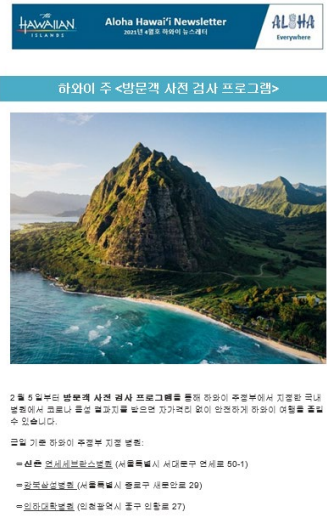 HAWAIIAN
ISLANDS
Aloha Hawai'i Newsletter
2021년 4월호 하와이 뉴스레터
ALOHA
Everywhere
하와이 주 <방문객 사전 검사 프로그램>
2월 5일부터 방문객 사전 검사 프로그램을 통해 하와이 주정부에서 지정한 국내
병원에서 코로나 음성 결과지를 받으면 자가격리 없이 안전하게 하와이 여행을 즐길
수 있습니다.
금일 기준 하와이 주정부 지정 병원:
신촌 연세세브란스병원 (서울특별시 서대문구 연세로 50-1)
강북삼성병원 (서울특별시 종로구 새문안로 29)
인하대학병원 (인천광역시 중구 인항로 27)